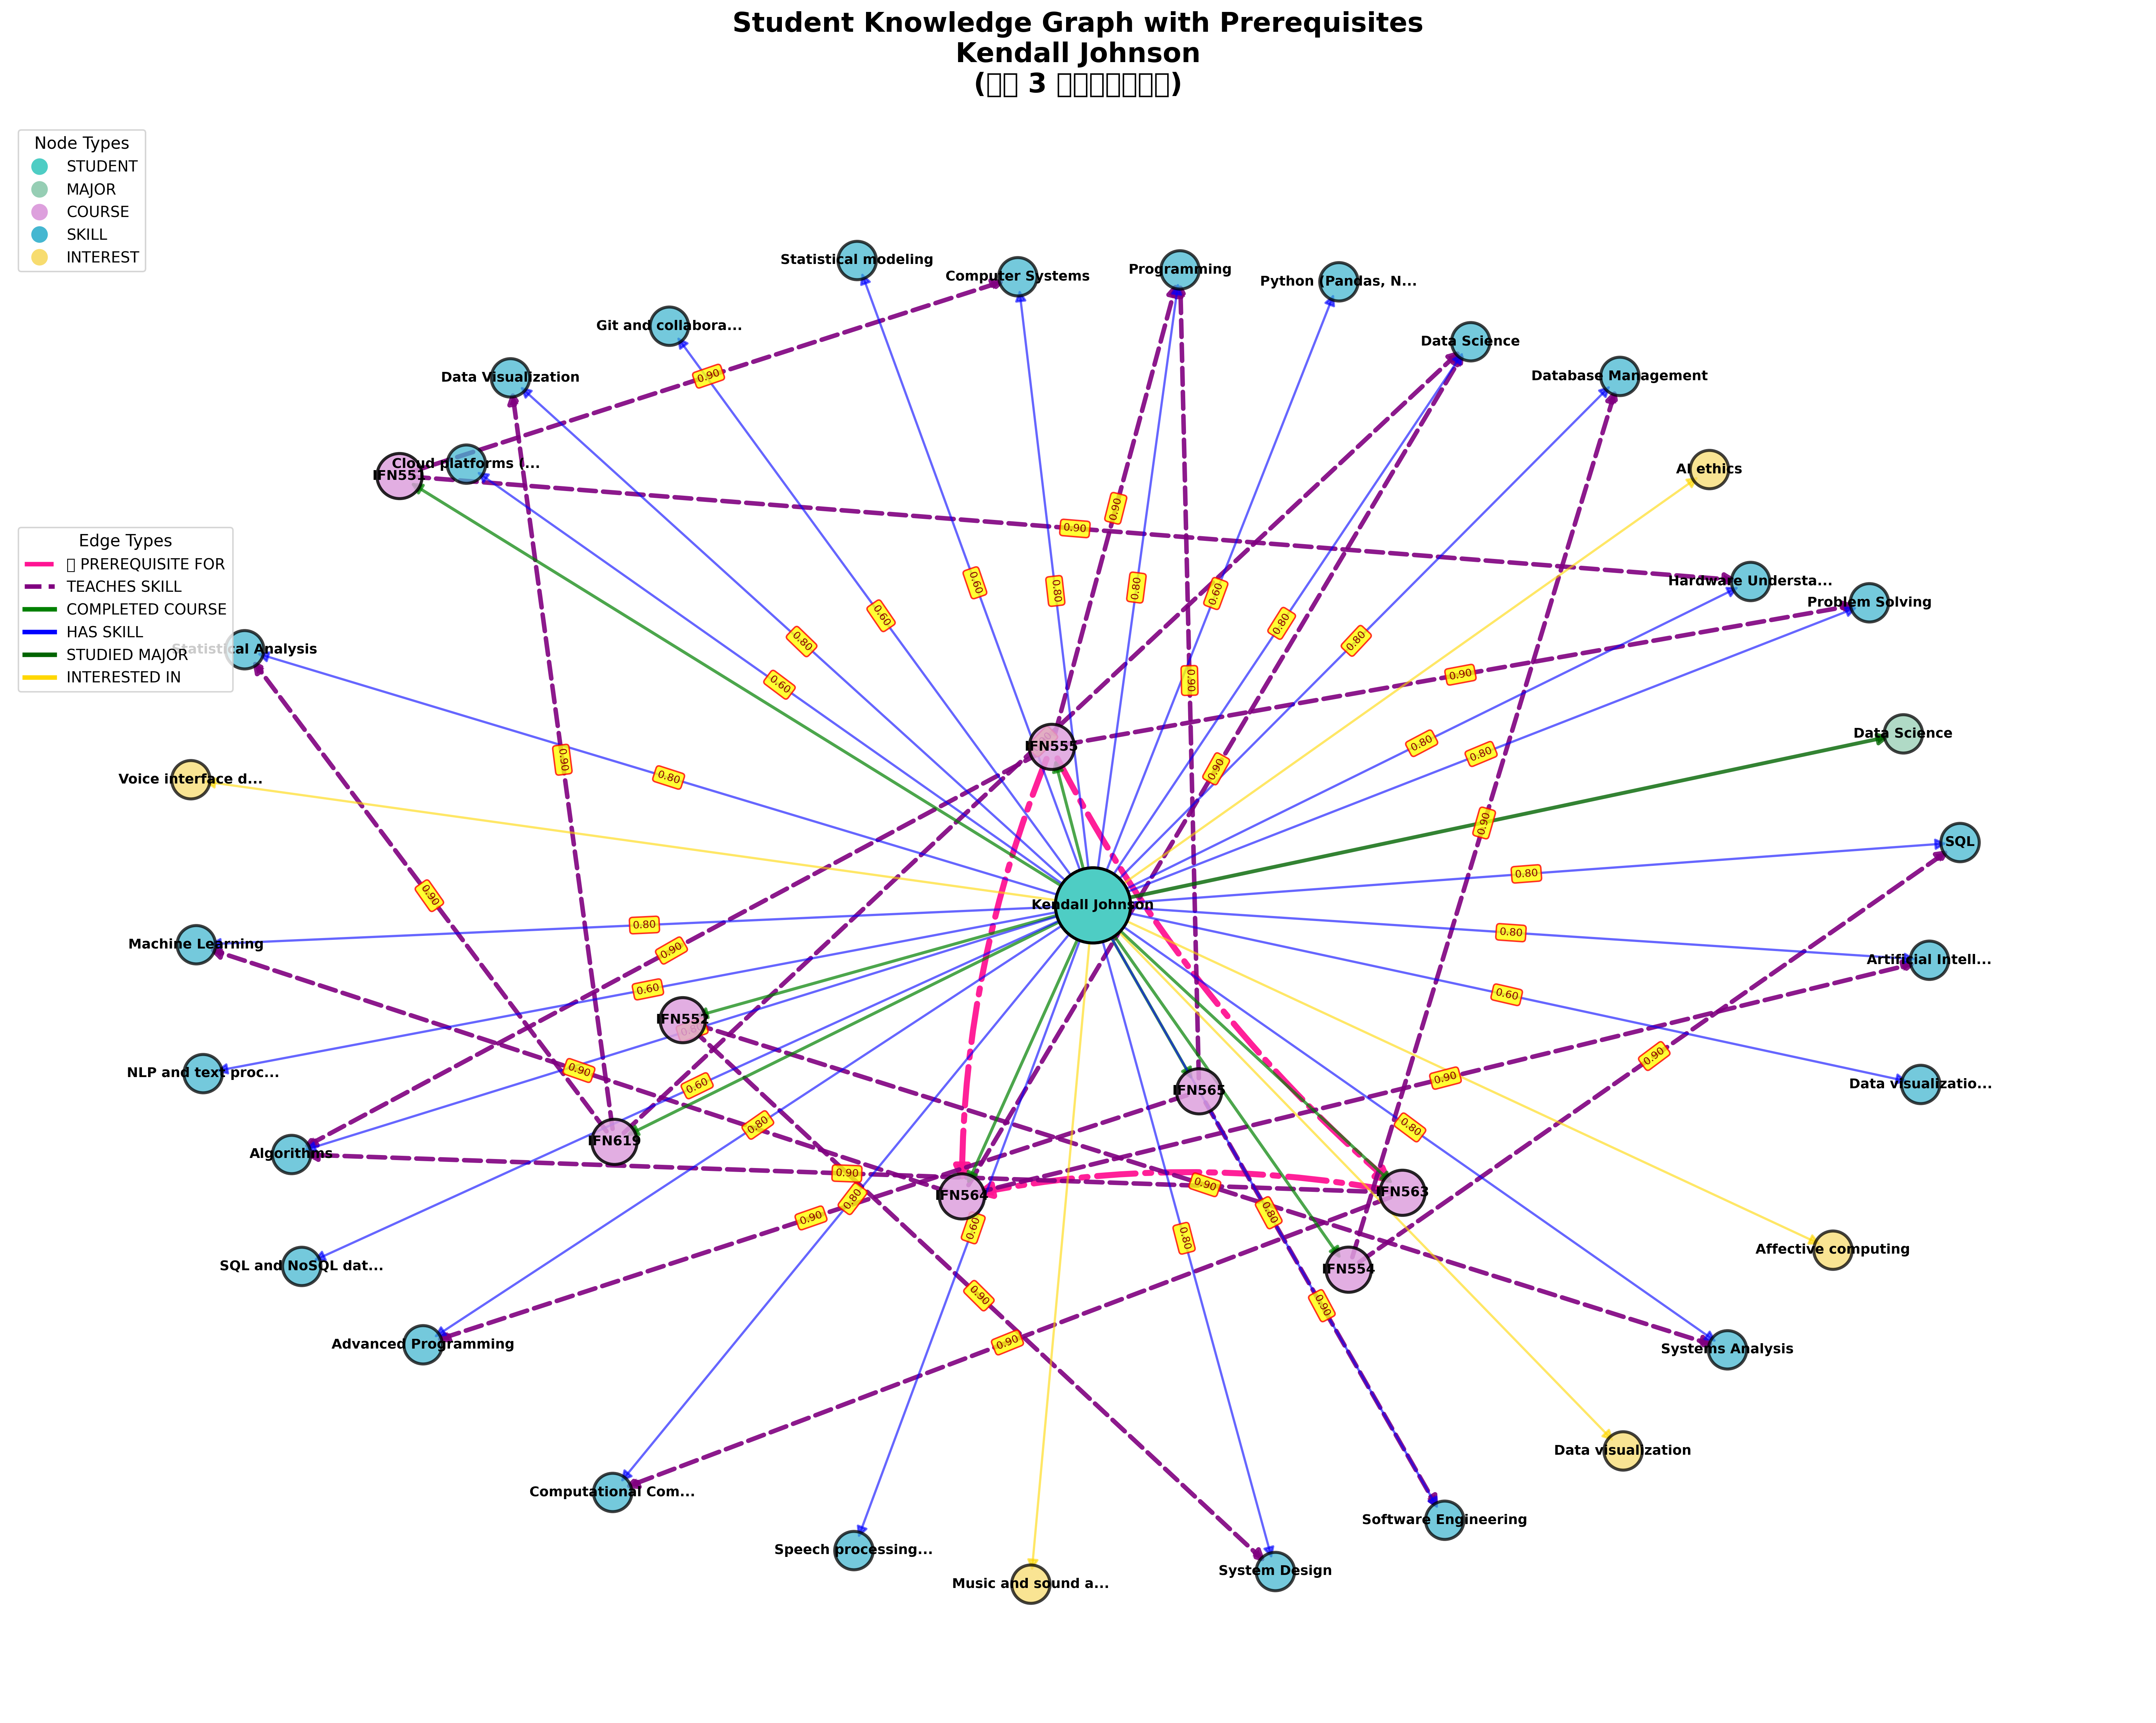 Student Knowledge Graph with Prerequisites
Kendall Johnson
( 3 )
Node Types
STUDENT
MAJOR
COURSE
SKILL
INTEREST
Statistical modeling
Computer Systems
Programming
Python (Pandas, N...
Git and collabora...
Data Science
Data Visualization
Database Management
0.90
Cloud platforms (...
IFN551
AI ethics
0.90
0.90
Edge Types
PREREQUISITE FOR
TEACHES SKILL
COMPLETED COURSE
HAS SKILL
STUDIED MAJOR
INTERESTED IN
0.60
0.80
0.80
0.60
Hardware Understa...
Problem Solving
0.60
0.80
0.80
0.80
Statistical Analysis
0.60
0.90
0.90
Data Science
IFN555
0.80
0.80
0.90
0.90
Voice interface d...
0.80
0.90
SQL
0.80
0.90
Kendall Johnson
0.80
0.80
Machine Learning
0.90
Artificial Intell...
0.60
0.60
IFN552
0.90
NLP and text proc...
0.90
0.60
IFN565
0.90
Data visualizatio...
0.80
0.80
Algorithms
IFN619
0.90
0.90
IFN564
IFN563
0.80
0.90
0.80
0.60
0.80
Affective computing
SQL and NoSQL dat...
IFN554
0.90
0.90
Advanced Programming
0.90
Systems Analysis
Data visualization
Computational Com...
Software Engineering
Speech processing...
System Design
Music and sound a...